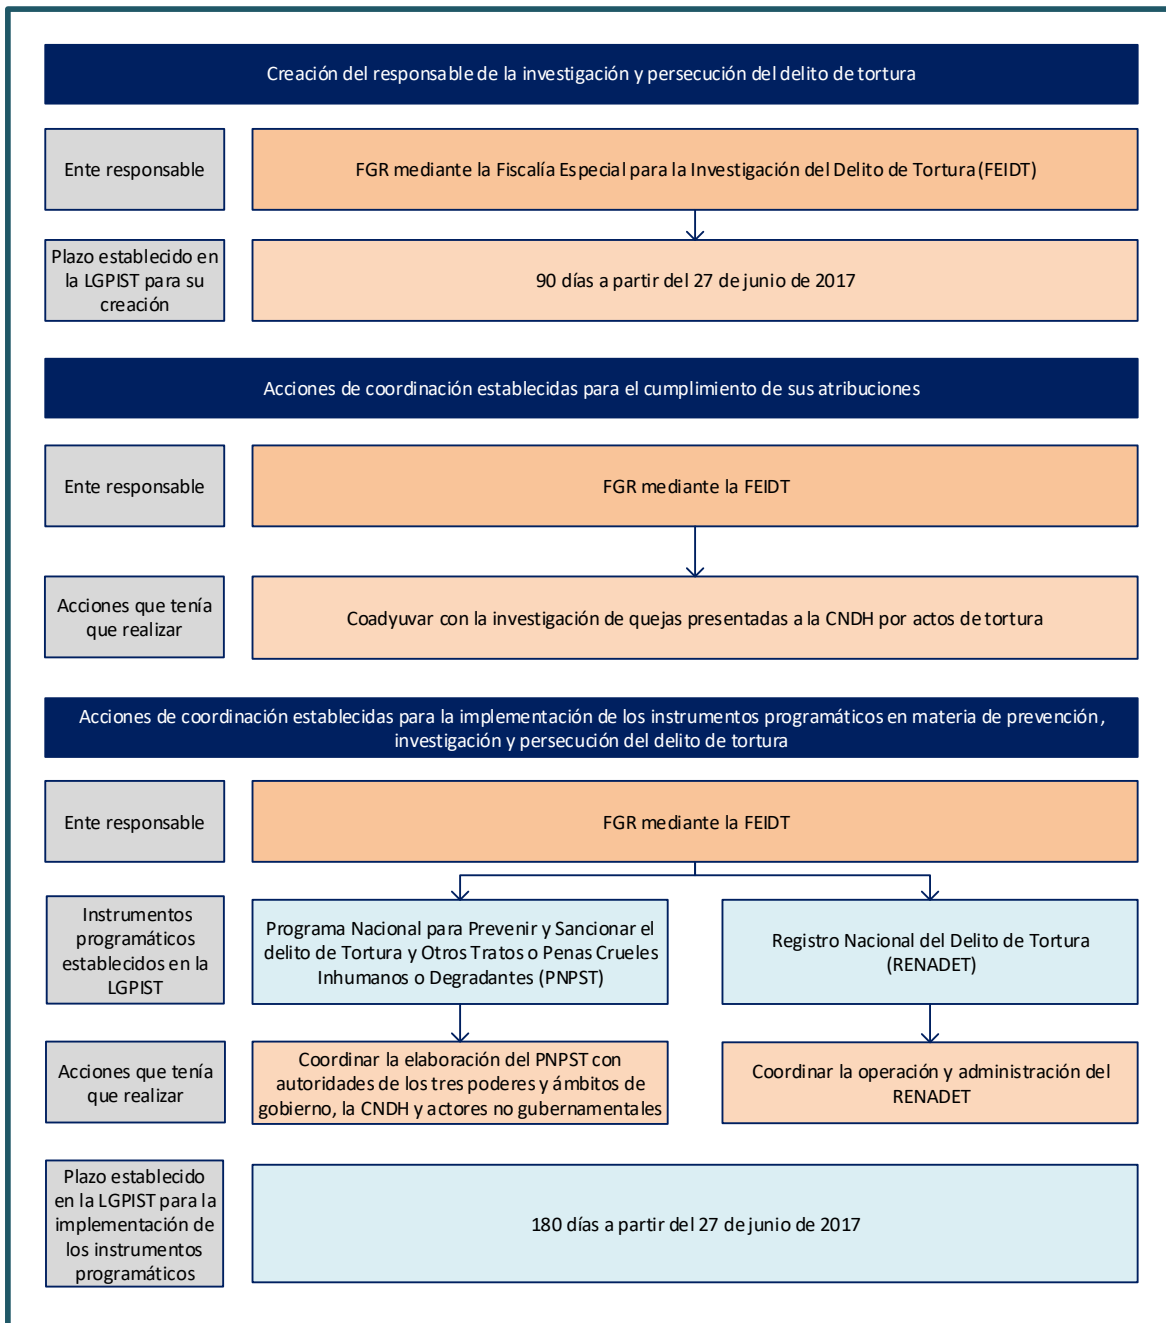 Creación del responsable de la investigación y persecución del delito de tortura
Ente responsable
FGR mediante la Fiscalía Especial para la Investigación del Delito de Tortura (FEIDT)
Plazo establecido en
la LGPIST para su
creación
90 días a partir del 27 de junio de 2017
Acciones de coordinación establecidas para el cumplimiento de sus atribuciones
Ente responsable
FGR mediante la FEIDT
Acciones que tenía
que realizar
Coadyuvar con la investigación de quejas presentadas a la CNDH por actos de tortura
Acciones de coordinación establecidas para la implementación de los instrumentos programáticos en materia de prevención,
investigación y persecución del delito de tortura
Ente responsable
FGR mediante la FEIDT
Instrumentos
programáticos
establecidos en la
LGPIST
Programa Nacional para Prevenir y Sancionar el
delito de Tortura y Otros Tratos o Penas Crueles
Inhumanos o Degradantes (PNPST)
Registro Nacional del Delito de Tortura
(RENADET)
Acciones que tenía
que realizar
Coordinar la elaboración del PNPST con
autoridades de los tres poderes y ámbitos de
gobierno, la CNDH y actores no gubernamentales
Coordinar la operación y administración del
RENADET
Plazo establecido
en la LGPIST para la
implementación de
los instrumentos
programáticos
180 días a partir del 27 de junio de 2017